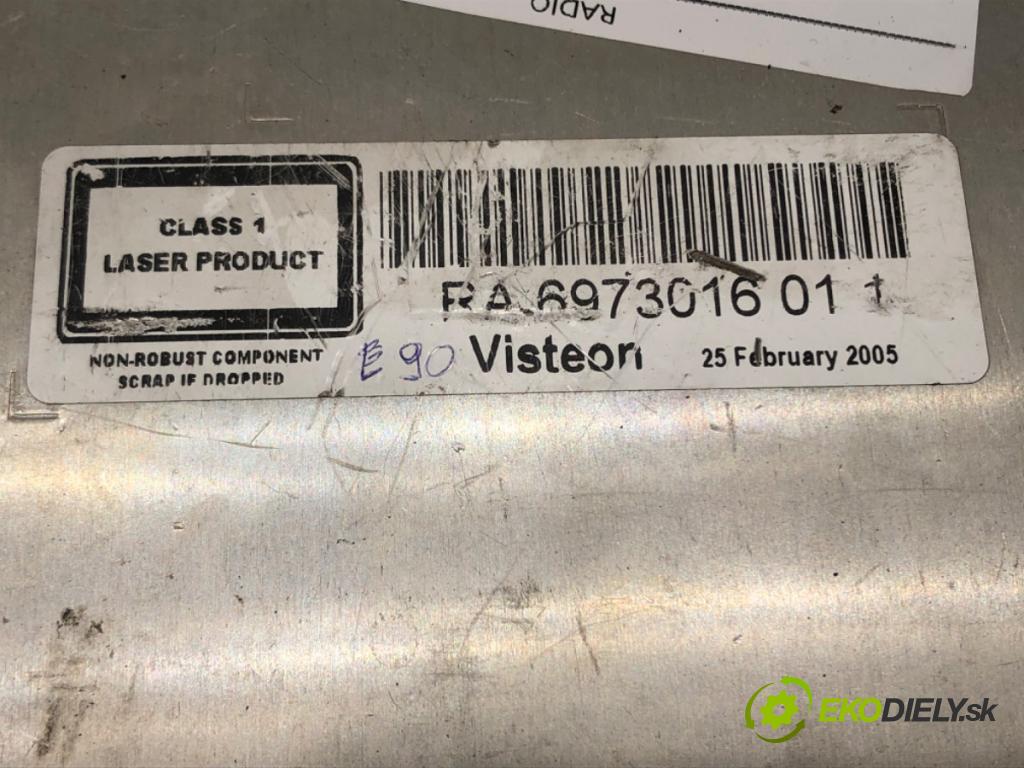 RADIO
CLASS 1
LASER PRODUCT
RA 6973016 01 1
NON-ROBUST COMPONENT
SCRAP IF DROPPED
E 90
Visteon
25 February 2005
EKODIELY.sk